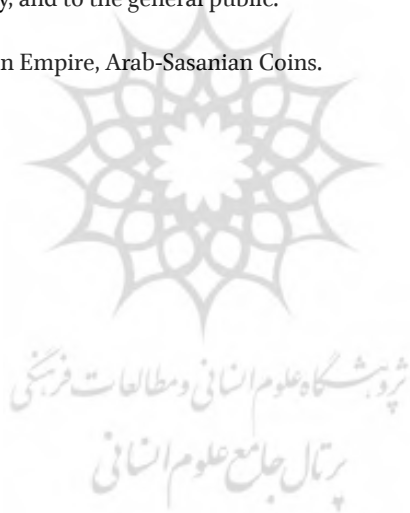 y, and to the general public.
n Empire, Arab-Sasanian Coins.
پژوهشگاه علوم انسانی و مطالعات فرهنگی
پرتال جامع علوم انسانی